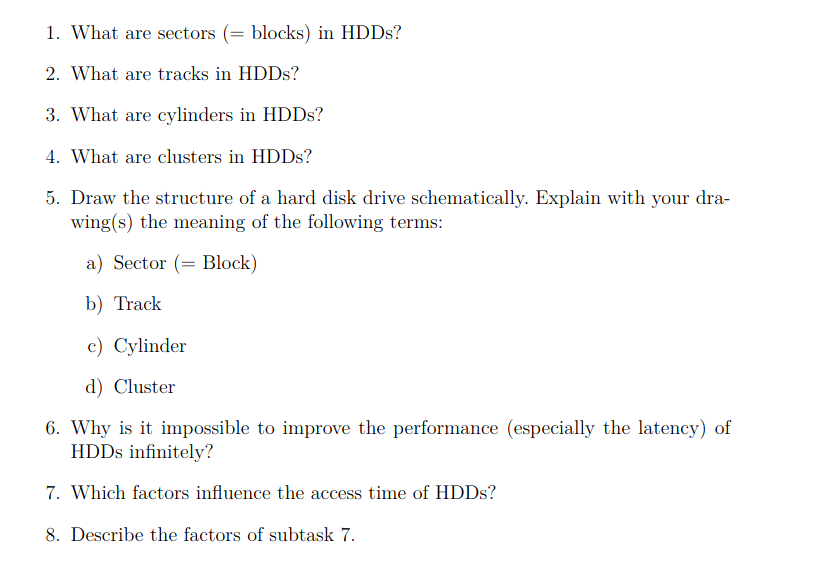 1. What are sectors (= blocks) in HDDs?
2. What are tracks in HDDs?
3. What are cylinders in HDDs?
4. What are clusters in HDDs?
5. Draw the structure of a hard disk drive schematically. Explain with your dra-
wing(s) the meaning of the following terms:
a) Sector (= Block)
b) Track
c) Cylinder
d) Cluster
6. Why is it impossible to improve the performance (especially the latency) of
HDDs infinitely?
7. Which factors influence the access time of HDDs?
8. Describe the factors of subtask 7.